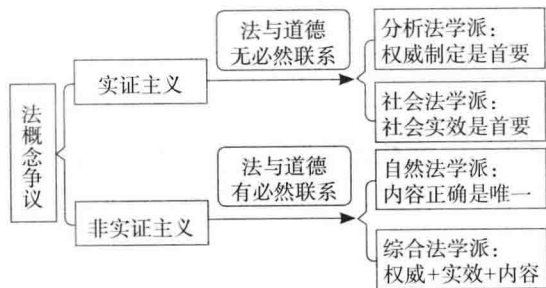 法概念争议
实证主义
法与道德
无必然联系
分析法学派：
权威制定是首要
社会法学派：
社会实效是首要
非实证主义
法与道德
有必然联系
自然法学派：
内容正确是唯一
综合法学派：
权威+实效+内容